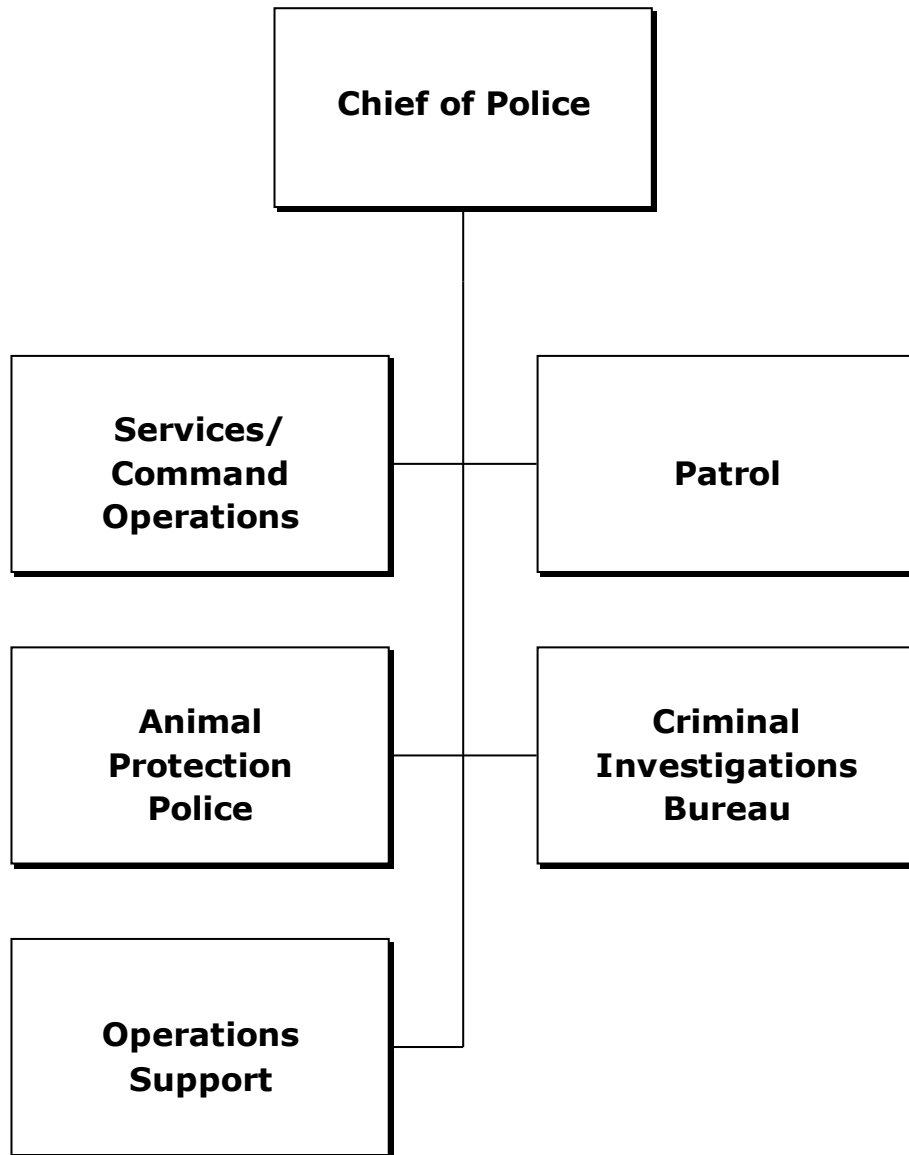 Chief of Police
Services/
Command
Operations
Patrol
Animal
Protection
Police
Criminal
Investigations
Bureau
Operations
Support